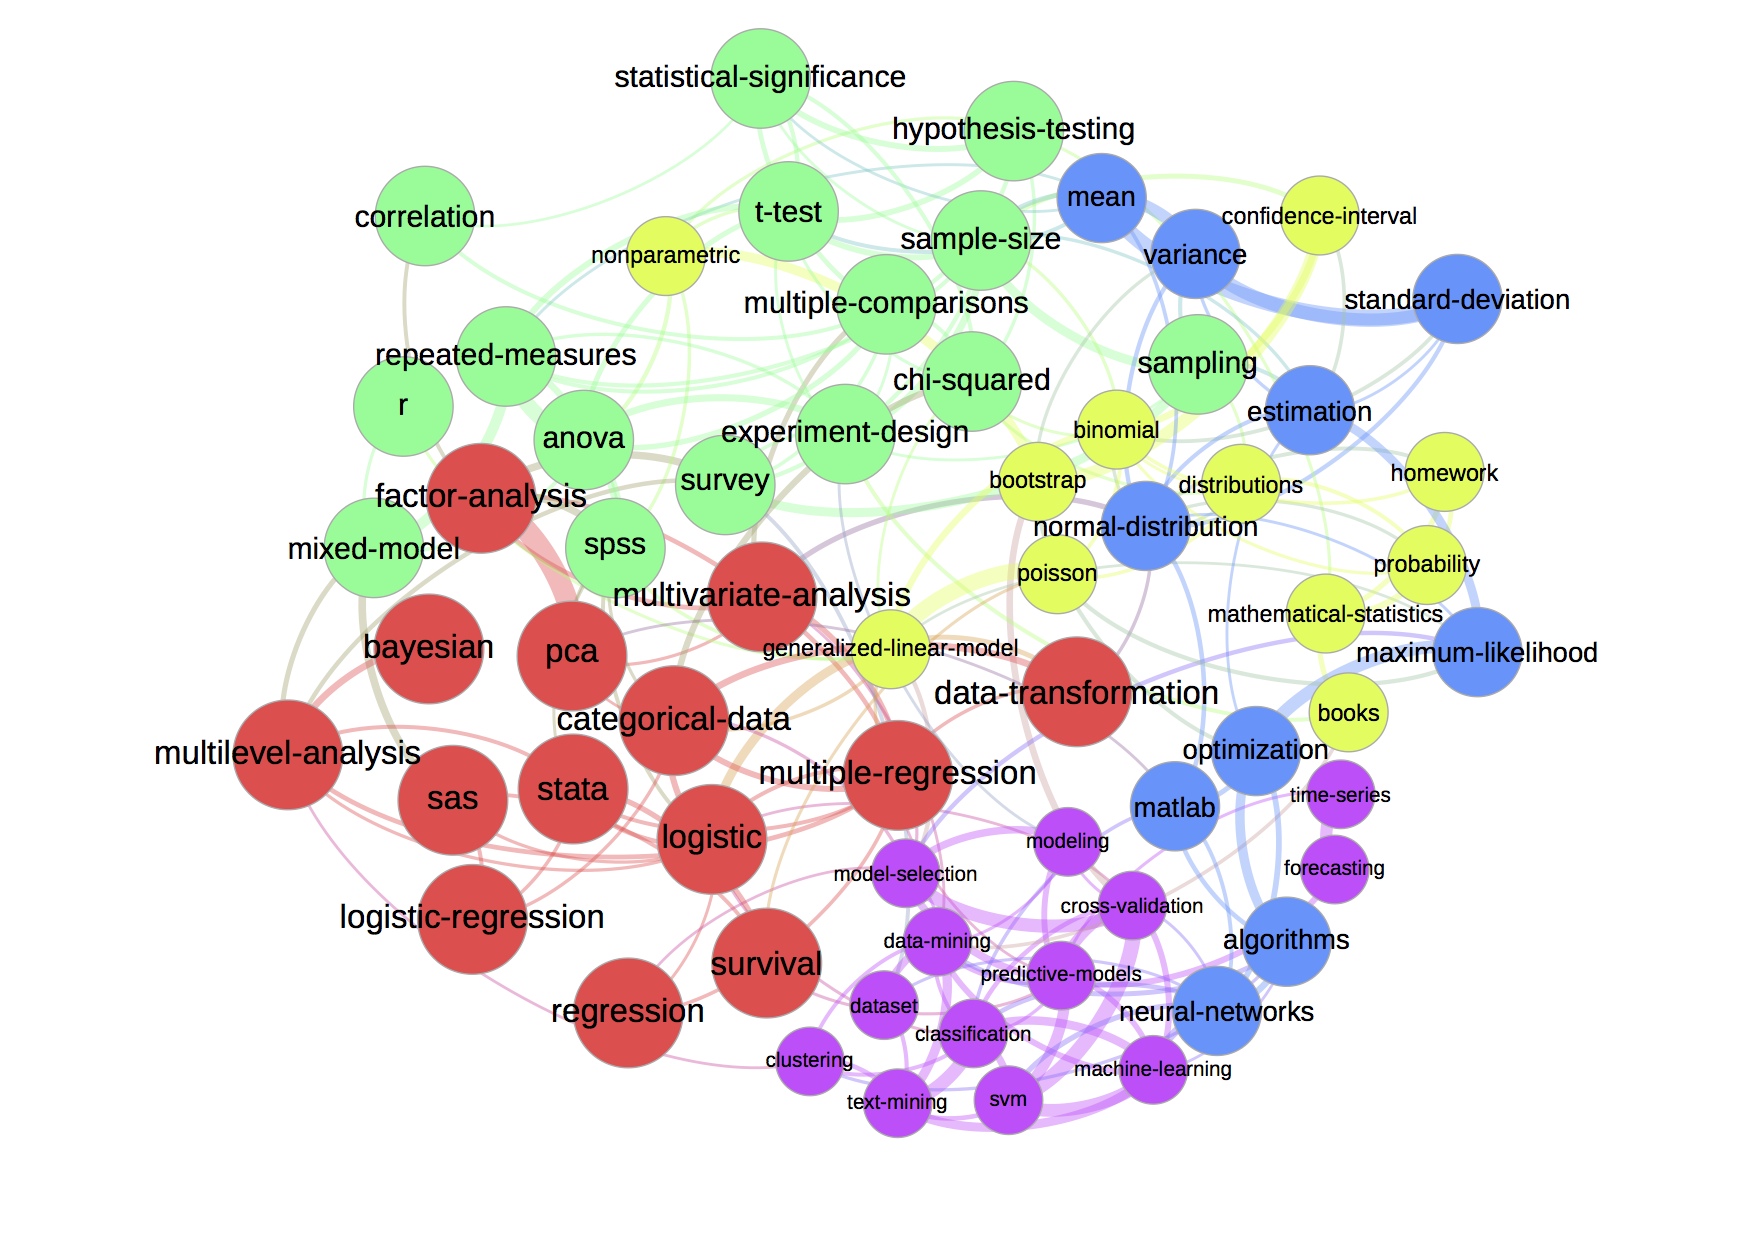 statistical-significance
hypothesis-testing
mean
correlation
t-test
confidence-interval
sample-size
nonparametric
variance
standard-deviation
multiple-comparisons
repeated-measures
sampling
chi-squared
r
estimation
anova
experiment-design
binomial
homework
survey
bootstrap
distributions
factor-analysis
normal-distribution
mixed-model
spss
poisson
probability
multivariate-analysis
mathematical-statistics
bayesian
pca
generalized-linear-model
maximum-likelihood
data-transformation
categorical-data
books
multilevel-analysis
optimization
multiple-regression
sas
stata
time-series
matlab
logistic
modeling
model-selection
forecasting
cross-validation
logistic-regression
data-mining
algorithms
survival
predictive-models
dataset
regression
neural-networks
classification
clustering
machine-learning
text-mining
svm